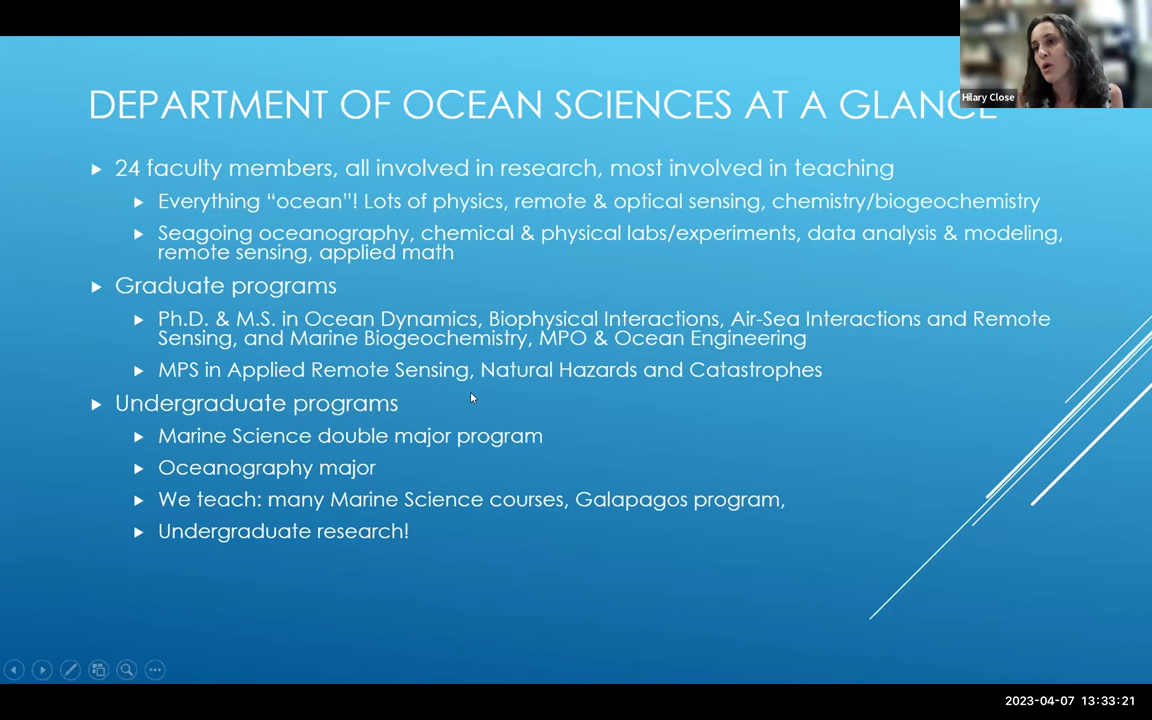 DEPARTMENT OF OCEAN SCIENCES AT A GLANCE
Hilary Close
24 faculty members, all involved in research, most involved in teaching
Everything “ocean”! Lots of physics, remote & optical sensing, chemistry/biogeochemistry
Seagoing oceanography, chemical & physical labs/experiments, data analysis & modeling,
remote sensing, applied math
Graduate programs
Ph.D. & M.S. in Ocean Dynamics, Biophysical Interactions, Air-Sea Interactions and Remote
Sensing, and Marine Biogeochemistry, MPO & Ocean Engineering
MPS in Applied Remote Sensing, Natural Hazards and Catastrophes
Undergraduate programs
Marine Science double major program
Oceanography major
We teach: many Marine Science courses, Galapagos program,
Undergraduate research!
2023-04-07 13:33:21